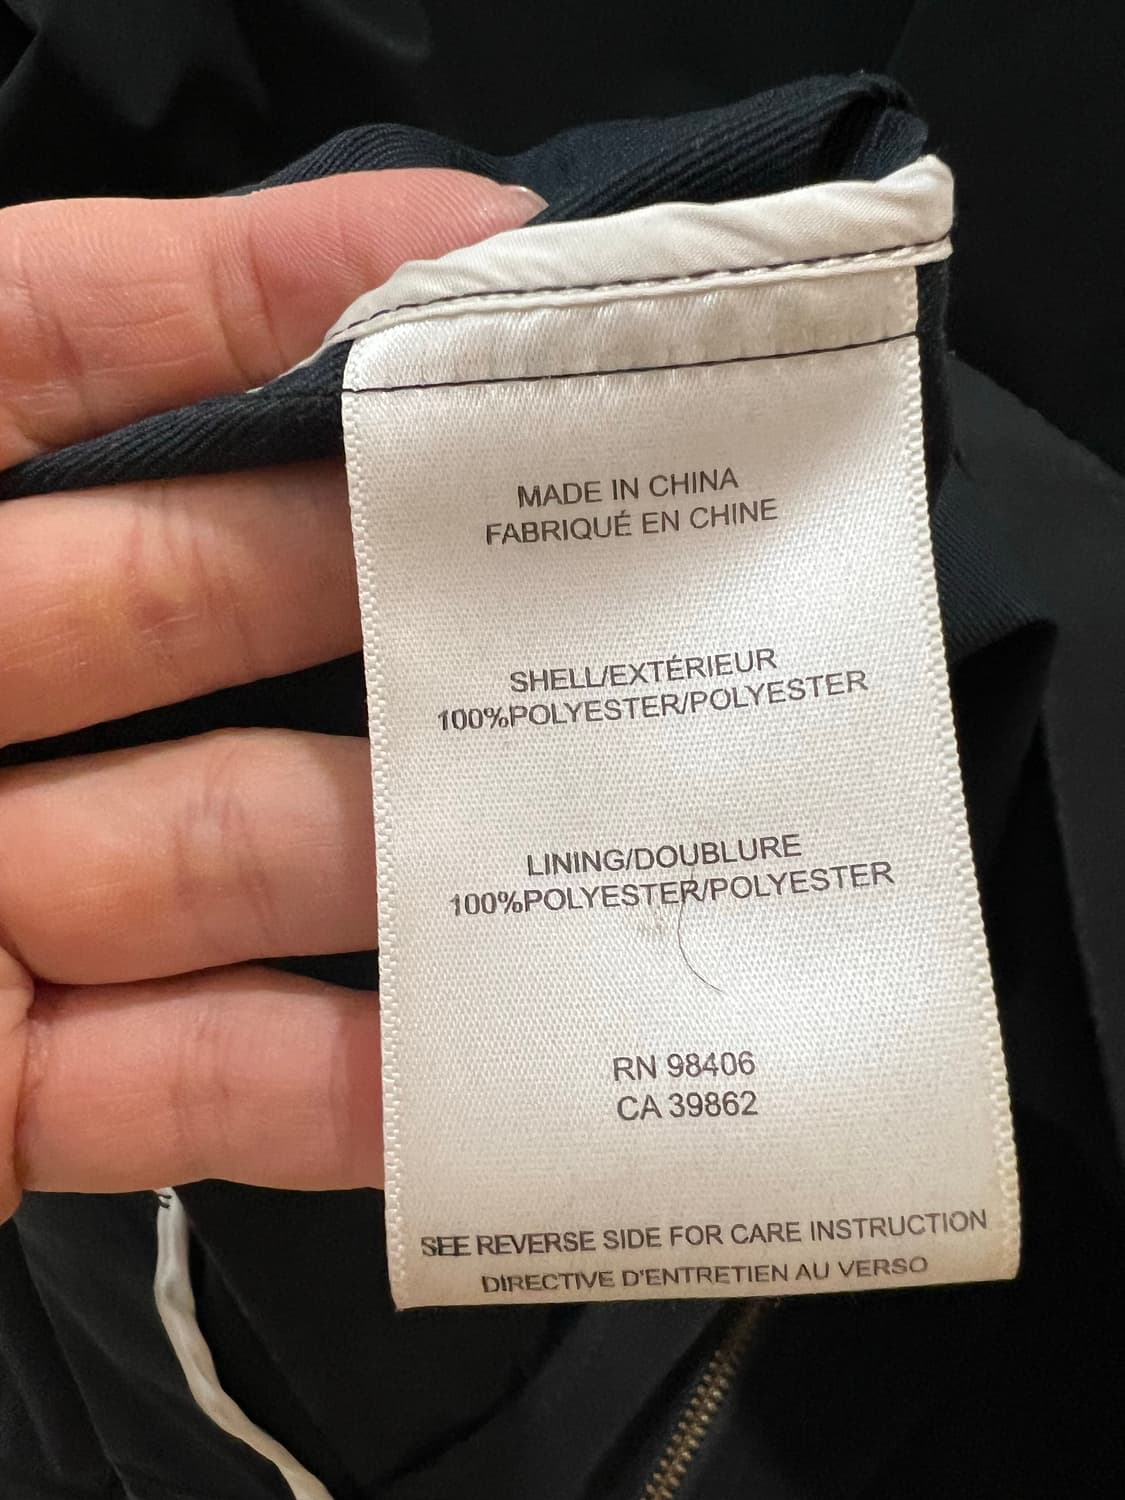 MADE IN CHINA
FABRIQUÉ EN CHINE
SHELL/EXTÉRIEUR
100%POLYESTER/POLYESTER
LINING/DOUBLURE
100%POLYESTER/POLYESTER
RN 98406
CA 39862
SEE REVERSE SIDE FOR CARE INSTRUCTION
DIRECTIVE D'ENTRETIEN AU VERSO